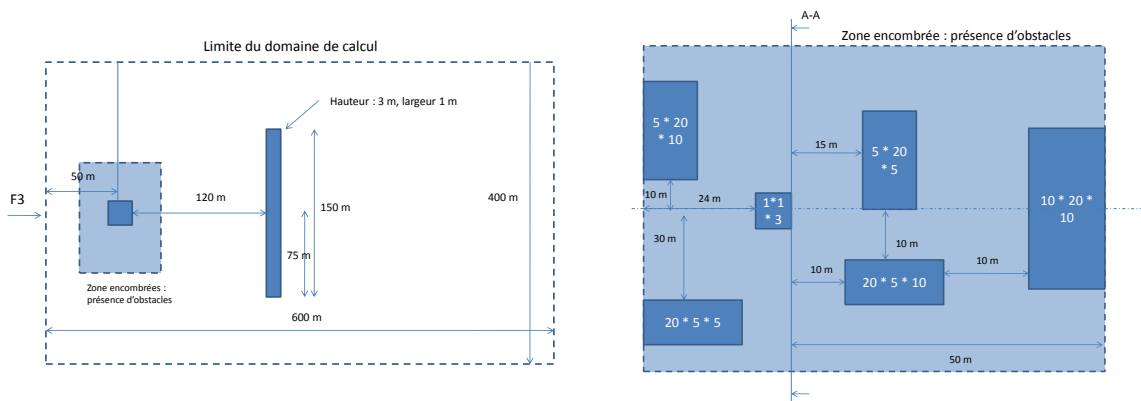 Limite du domaine de calcul
Hauteur : 3 m, largeur 1 m
50 m
F3
120 m
150 m
400 m
75 m
Zone encombrées :
présence d'obstacles
600 m
A-A
Zone encombrée : présence d'obstacles
5 * 20
* 10
15 m
5 * 20
* 5
10 m
24 m
1*1
* 3
10 * 20 *
10
30 m
10 m
10 m
10 m
20 * 5 * 10
20 * 5 * 5
50 m